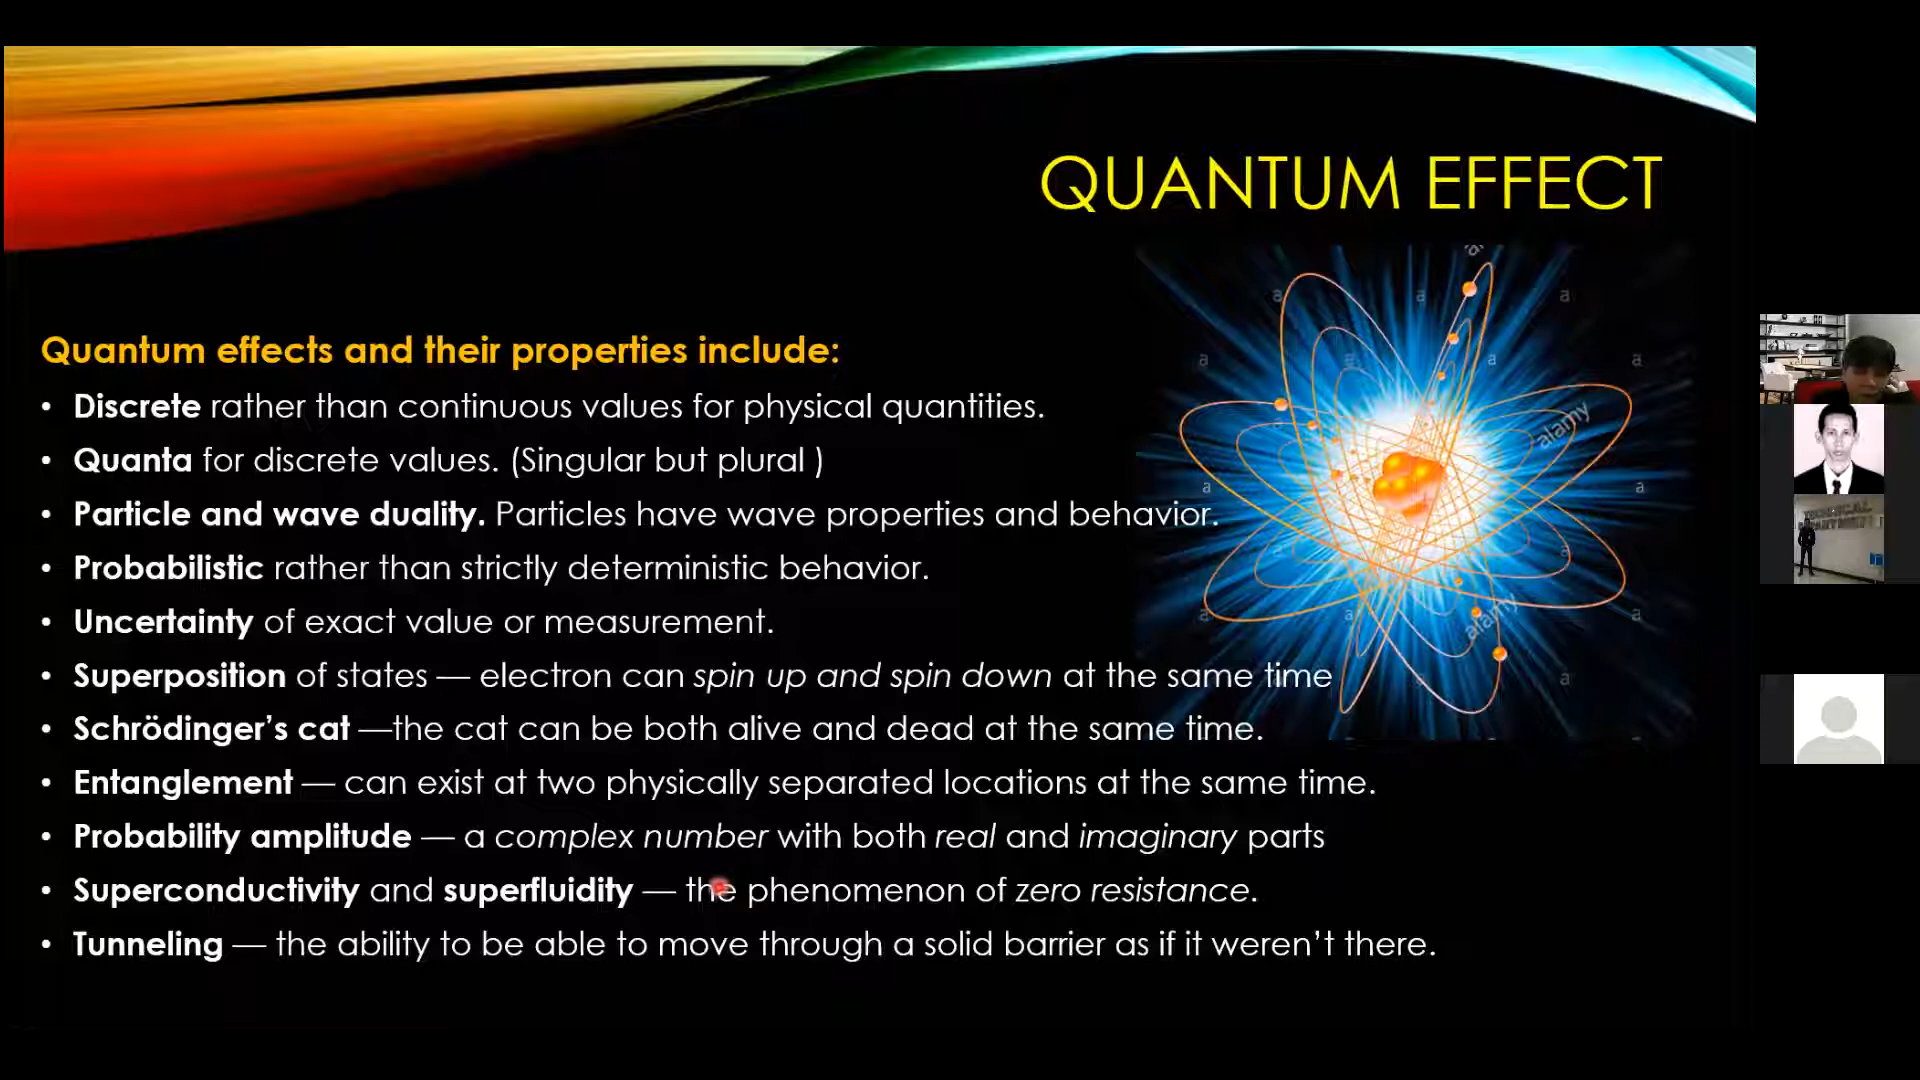 QUANTUM EFFECT
Quantum effects and their properties include:
• Discrete rather than continuous values for physical quantities.
• Quanta for discrete values. (Singular but plural )
• Particle and wave duality. Particles have wave properties and behavior.
• Probabilistic rather than strictly deterministic behavior.
• Uncertainty of exact value or measurement.
• Superposition of states — electron can spin up and spin down at the same time
• Schrödinger’s cat —the cat can be both alive and dead at the same time.
• Entanglement — can exist at two physically separated locations at the same time.
• Probability amplitude — a complex number with both real and imaginary parts
• Superconductivity and superfluidity — the phenomenon of zero resistance.
• Tunneling — the ability to be able to move through a solid barrier as if it weren’t there.
alamy
alamy